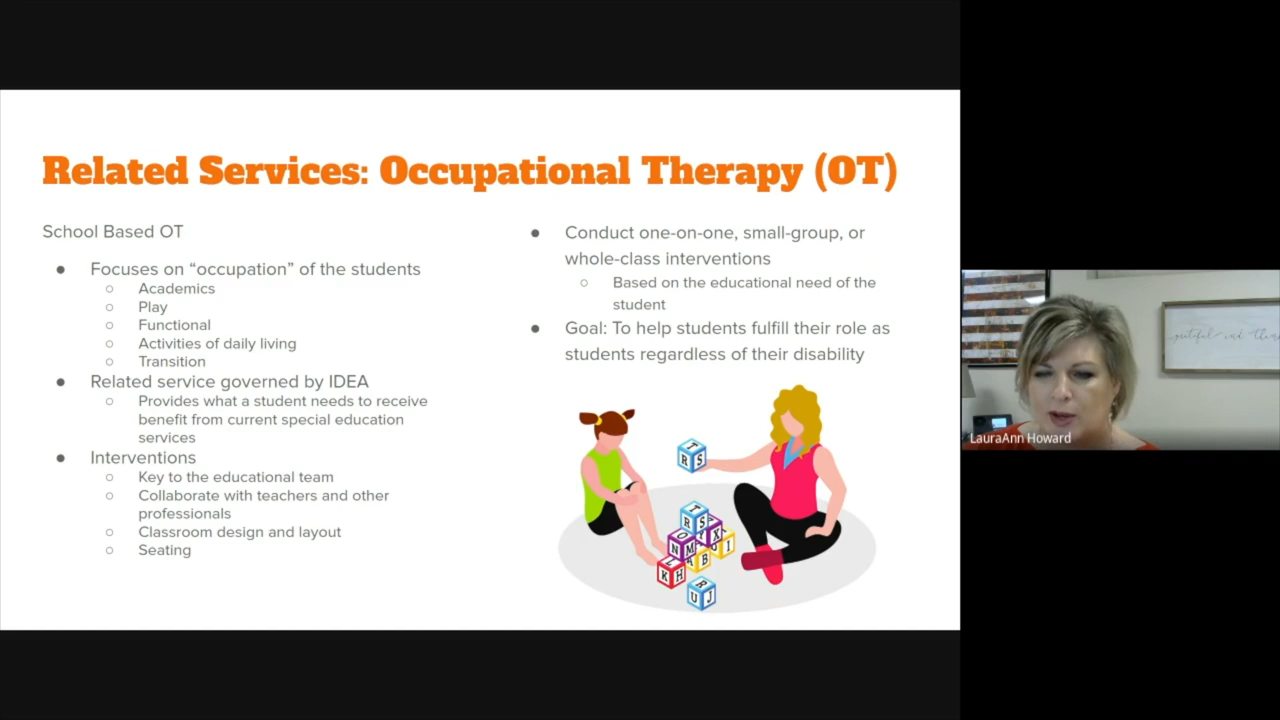 Related Services: Occupational Therapy (OT)
School Based OT
● Focuses on “occupation” of the students
○ Academics
○ Play
○ Functional
○ Activities of daily living
○ Transition
● Related service governed by IDEA
○ Provides what a student needs to receive
benefit from current special education
services
● Interventions
○ Key to the educational team
○ Collaborate with teachers and other
professionals
○ Classroom design and layout
○ Seating
● Conduct one-on-one, small-group, or
whole-class interventions
○ Based on the educational need of the
student
● Goal: To help students fulfill their role as
students regardless of their disability
T
R S
T
R S
X
N M
B I
K H
R
U J
LauraAnn Howard